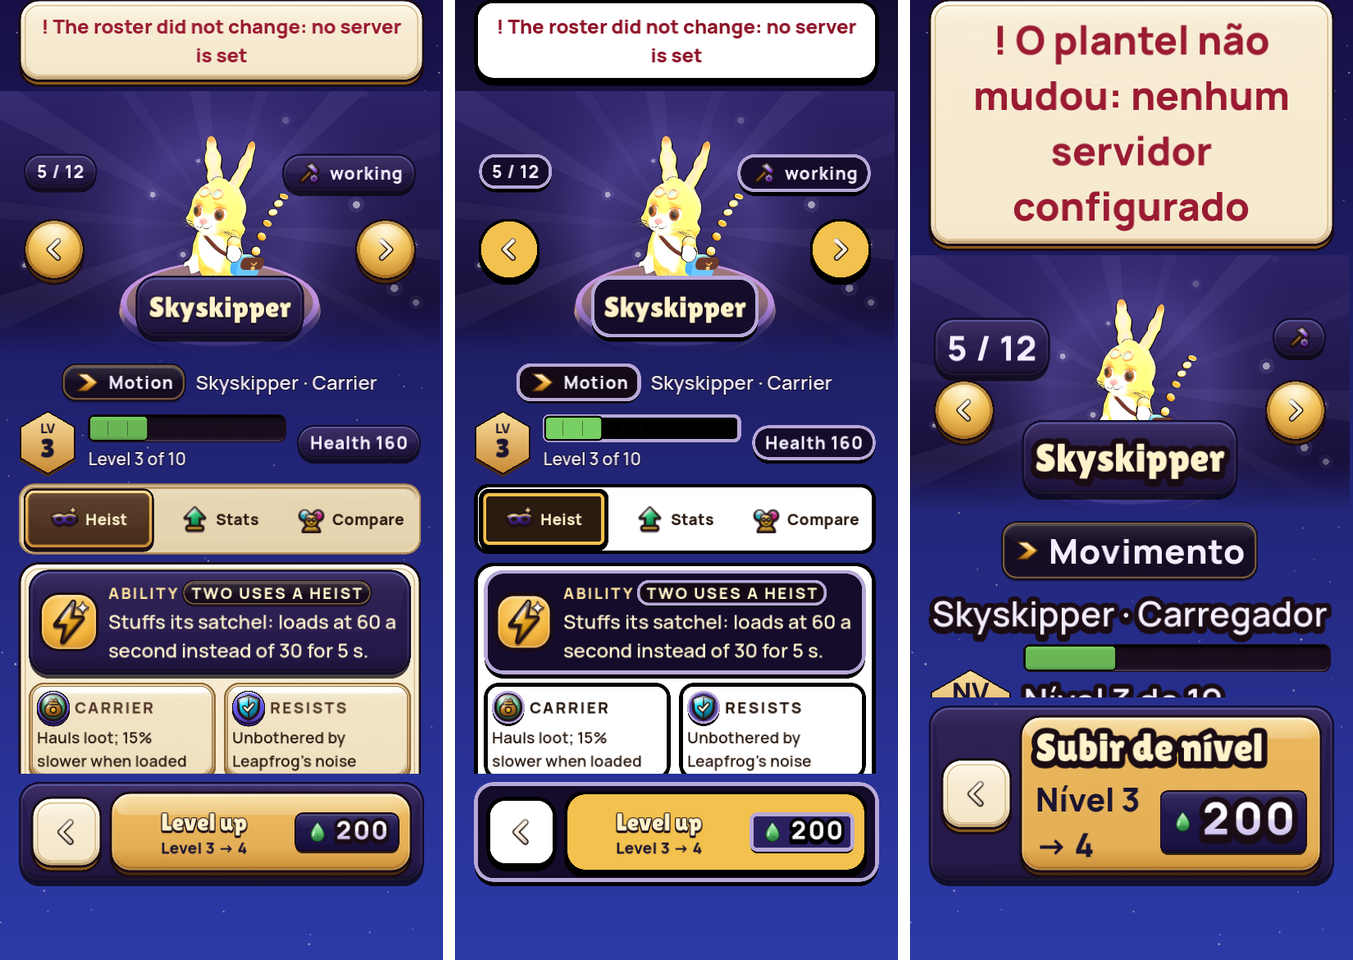 ! The roster did not change: no server
is set
5 / 12
working
Skyskipper
Motion
Skyskipper · Carrier
LV
3
Level 3 of 10
Health 160
Heist
Stats
Compare
ABILITY TWO USES A HEIST
Stuffs its satchel: loads at 60 a
second instead of 30 for 5 s.
CARRIER
Hauls loot; 15%
slower when loaded
RESISTS
Unbothered by
Leapfrog's noise
Level up
Level 3 → 4
200
! The roster did not change: no server
is set
5 / 12
working
Skyskipper
Motion
Skyskipper · Carrier
LV
3
Level 3 of 10
Health 160
Heist
Stats
Compare
ABILITY TWO USES A HEIST
Stuffs its satchel: loads at 60 a
second instead of 30 for 5 s.
CARRIER
Hauls loot; 15%
slower when loaded
RESISTS
Unbothered by
Leapfrog's noise
Level up
Level 3 → 4
200
! O plantel não
mudou: nenhum
servidor
configurado
5 / 12
Skyskipper
Movimento
Skyskipper · Carregador
NV
Nível 3 de 10
Subir de nível
Nível 3
→ 4
200